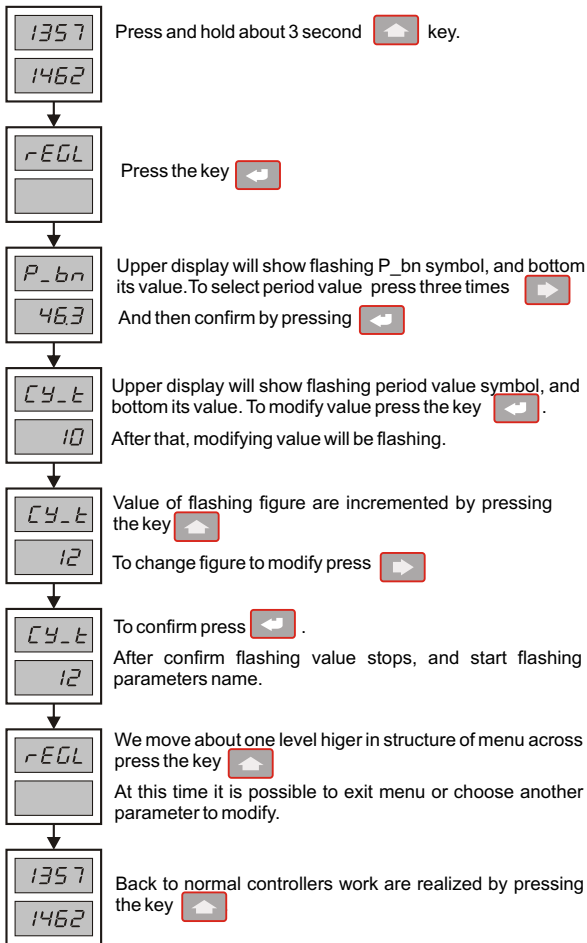 1357
1462
Press and hold about 3 second key.
rEGL
Press the key
P_bn
46.3
Upper display will show flashing P_bn symbol, and bottom
its value.To select period value press three times
And then confirm by pressing
CY_t
10
Upper display will show flashing period value symbol, and
bottom its value. To modify value press the key .
After that, modifying value will be flashing.
CY_t
12
Value of flashing figure are incremented by pressing
the key
To change figure to modify press
CY_t
12
To confirm press .
After confirm flashing value stops, and start flashing
parameters name.
rEGL
We move about one level higer in structure of menu across
press the key
At this time it is possible to exit menu or choose another
parameter to modify.
1357
1462
Back to normal controllers work are realized by pressing
the key